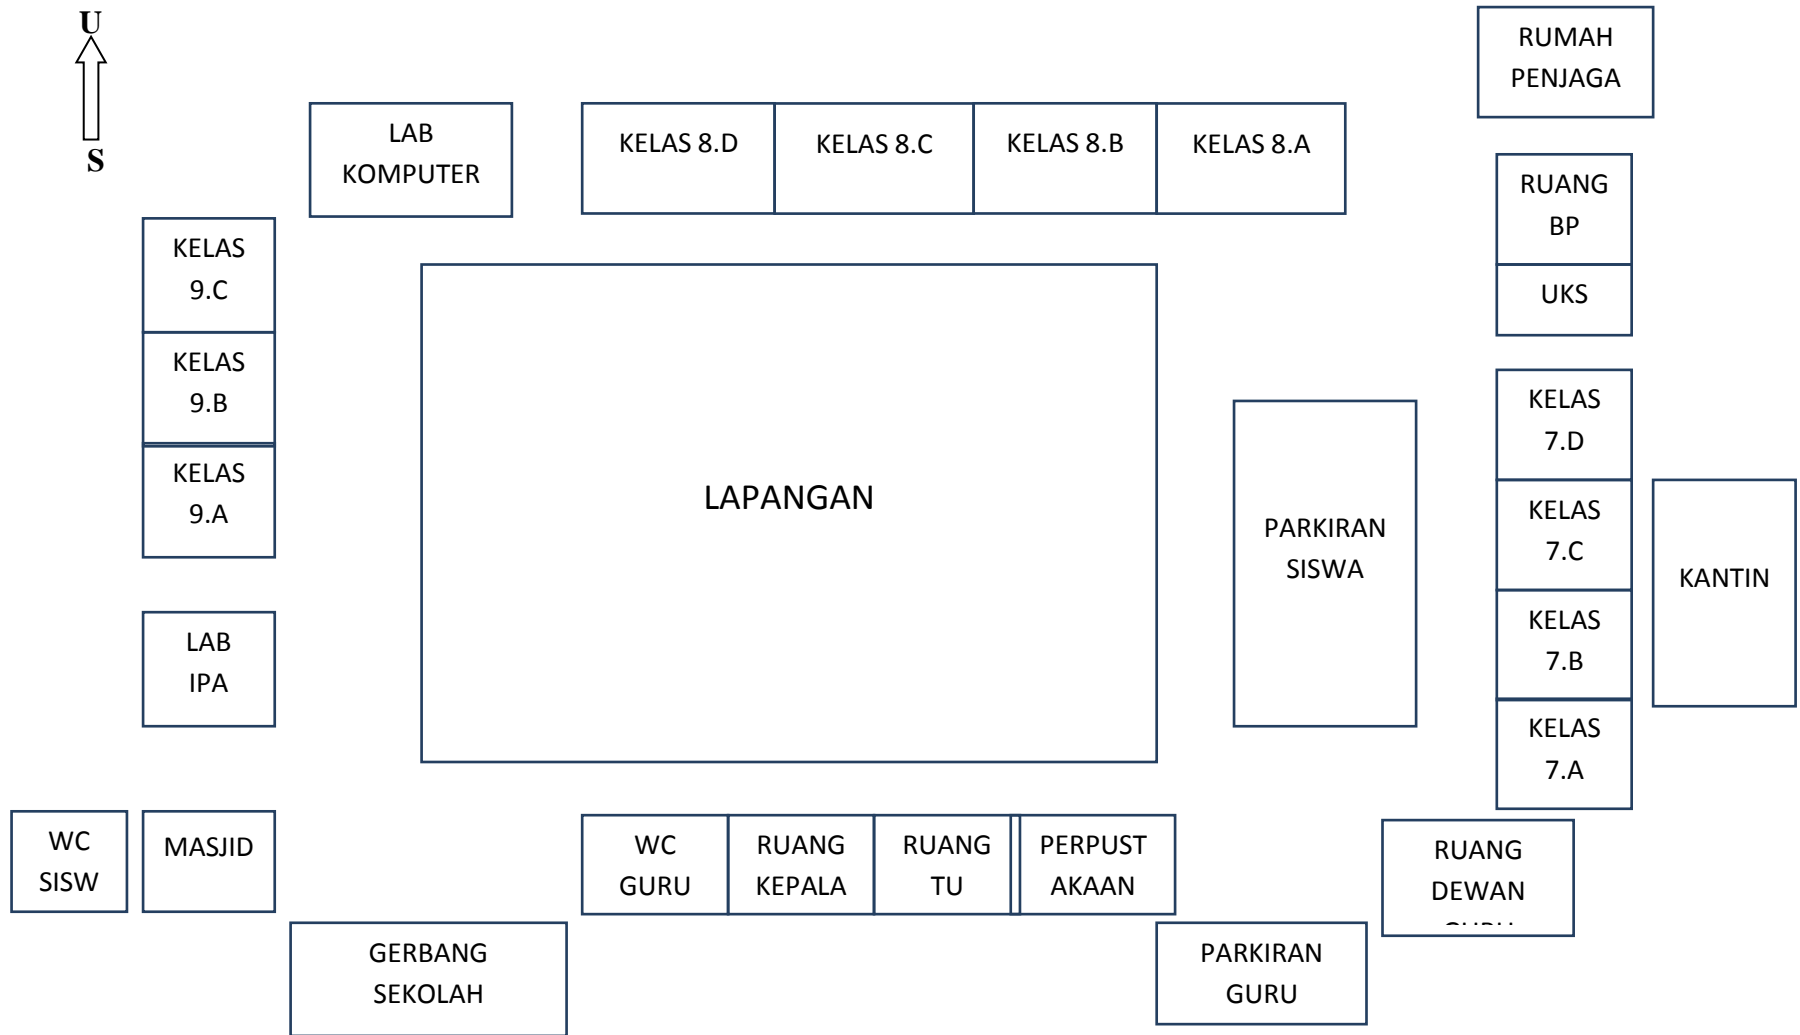 U
S
RUMAH
PENJAGA
LAB
KOMPUTER
KELAS 8.D
KELAS 8.C
KELAS 8.B
KELAS 8.A
RUANG
BP
UKS
KELAS
9.C
KELAS
9.B
KELAS
9.A
LAPANGAN
PARKIRAN
SISWA
KELAS
7.D
KELAS
7.C
KELAS
7.B
KELAS
7.A
KANTIN
LAB
IPA
WC
SISW
MASJID
WC
GURU
RUANG
KEPALA
RUANG
TU
PERPUST
AKAAN
RUANG
DEWAN
GERBANG
SEKOLAH
PARKIRAN
GURU